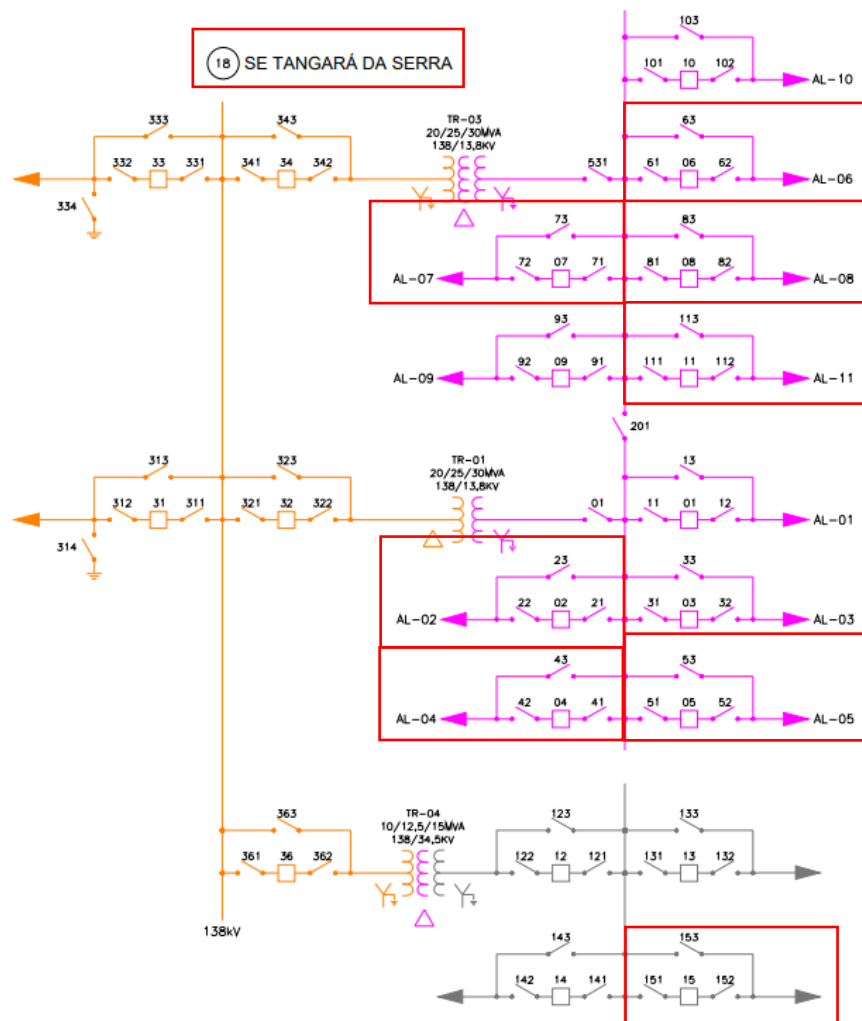 103
18 SE TANGARÁ DA SERRA
101 10 102
AL-10
333 343
TR-03
20/25/30MVA
138/13,8KV
63
332 33 331 341 34 342
531 61 06 62
AL-06
334
73 83
AL-07
72 07 71 81 08 82
AL-08
93 113
AL-09
92 09 91 111 11 112
AL-11
201
313 323
TR-01
20/25/30MVA
138/13,8KV
13
312 31 311 321 32 322
01 11 01 12
AL-01
314
23 33
AL-02
22 02 21 31 03 32
AL-03
43 53
AL-04
42 04 41 51 05 52
AL-05
363
TR-04
10/12,5/15MVA
138/34,5KV
123 133
361 36 362
122 12 121 131 13 132
138kV
143 153
142 14 141 151 15 152